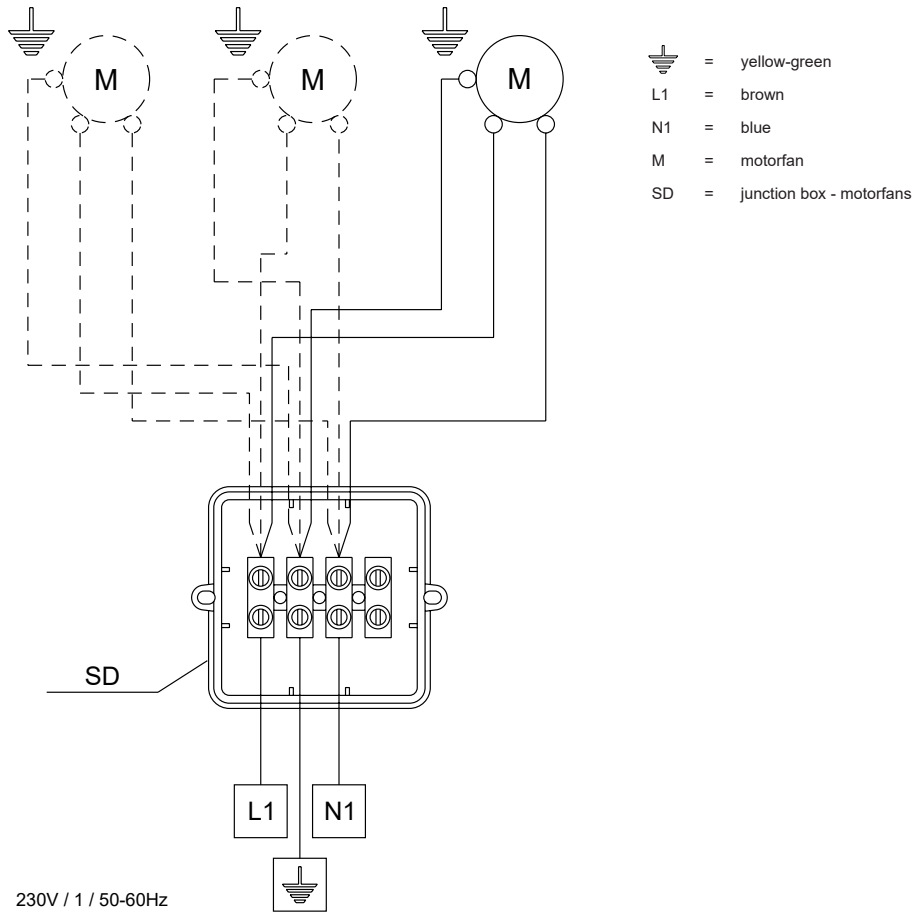 M M M
= yellow-green
L1 = brown
N1 = blue
M = motorfan
SD = junction box - motorfans
SD
L1 N1
230V / 1 / 50-60Hz